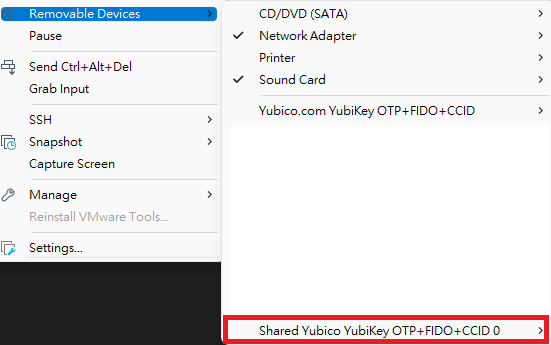 Removable Devices
Pause
Send Ctrl+Alt+Del
Grab Input
SSH
Snapshot
Capture Screen
Manage
Reinstall VMware Tools...
Settings...
CD/DVD (SATA)
Network Adapter
Printer
Sound Card
Yubico.com YubiKey OTP+FIDO+CCID
Shared Yubico YubiKey OTP+FIDO+CCID 0